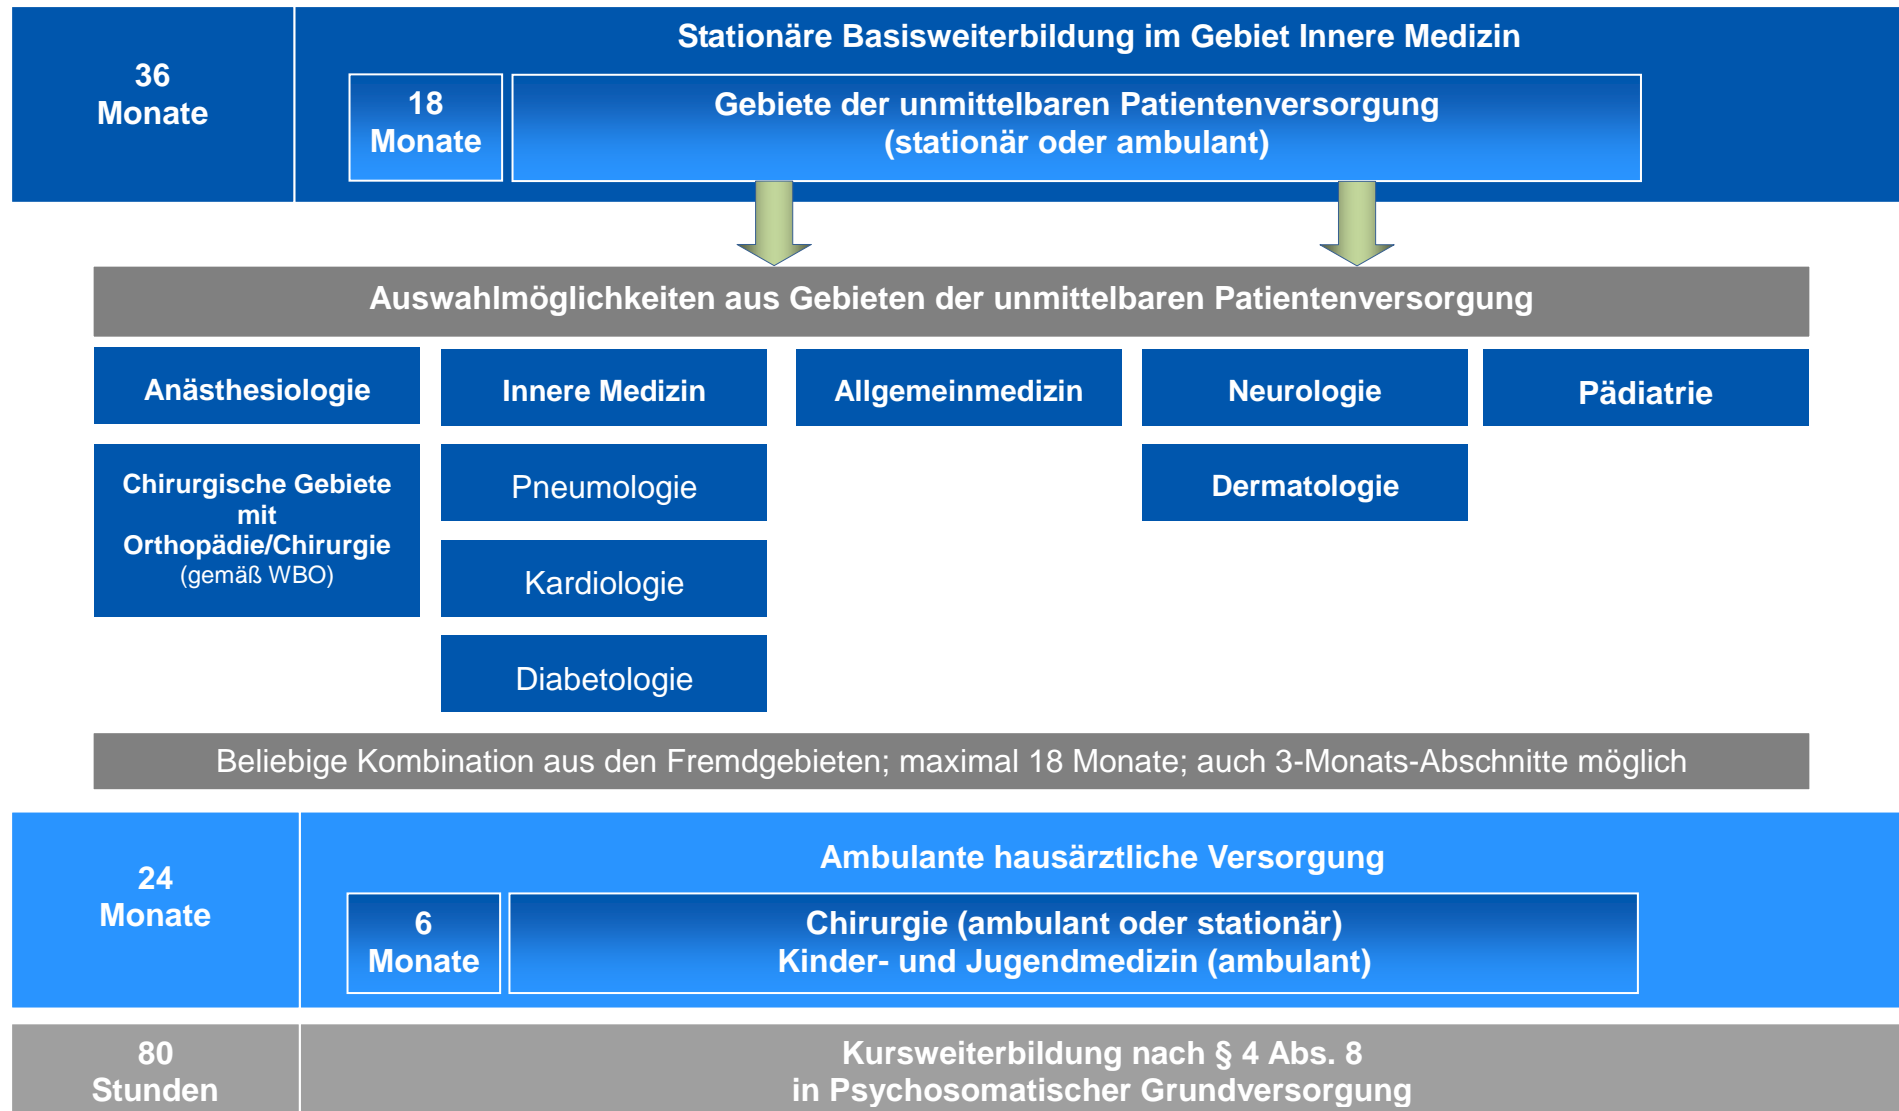 36
Monate
Stationäre Basisweiterbildung im Gebiet Innere Medizin
18
Monate
Gebiete der unmittelbaren Patientenversorgung
(stationär oder ambulant)
Auswahlmöglichkeiten aus Gebieten der unmittelbaren Patientenversorgung
Anästhesiologie
Innere Medizin
Allgemeinmedizin
Neurologie
Pädiatrie
Chirurgische Gebiete
mit
Orthopädie/Chirurgie
(gemäß WBO)
Pneumologie
Dermatologie
Kardiologie
Diabetologie
Beliebige Kombination aus den Fremdgebieten; maximal 18 Monate; auch 3-Monats-Abschnitte möglich
24
Monate
Ambulante hausärztliche Versorgung
6
Monate
Chirurgie (ambulant oder stationär)
Kinder- und Jugendmedizin (ambulant)
80
Stunden
Kursweiterbildung nach § 4 Abs. 8
in Psychosomatischer Grundversorgung